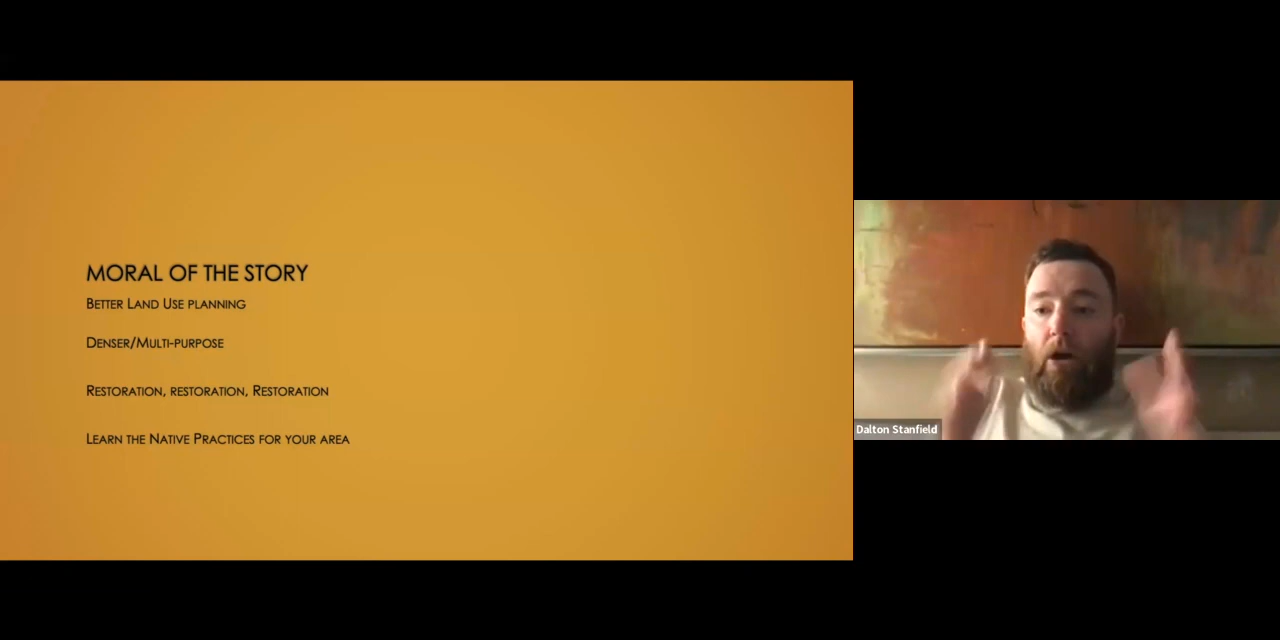 MORAL OF THE STORY
BETTER LAND USE PLANNING
DENSER/MULTI-PURPOSE
RESTORATION, RESTORATION, RESTORATION
LEARN THE NATIVE PRACTICES FOR YOUR AREA
Dalton Stanfield